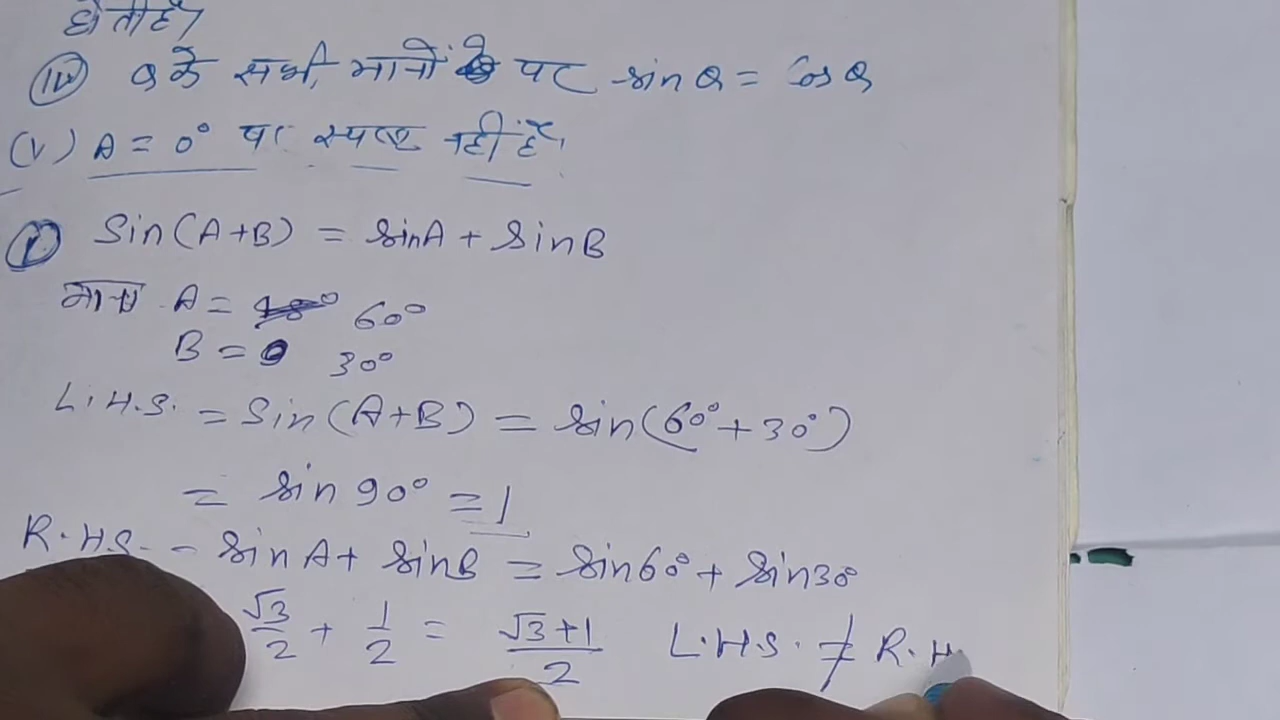 होती है।
(iv) θ के सभी मानों पर sin θ = cos θ
(v) A = 0° पर स्पष्ट नहीं है।
(i) Sin(A+B) = sinA + sinB
माना A = 60°
B = 30°
L.H.S. = Sin(A+B) = sin(60°+30°)
= sin 90° = 1
R.H.S. = sinA + sinB = sin60° + sin30°
√3/2 + 1/2 = √3+1/2 L.H.S. ≠ R.H